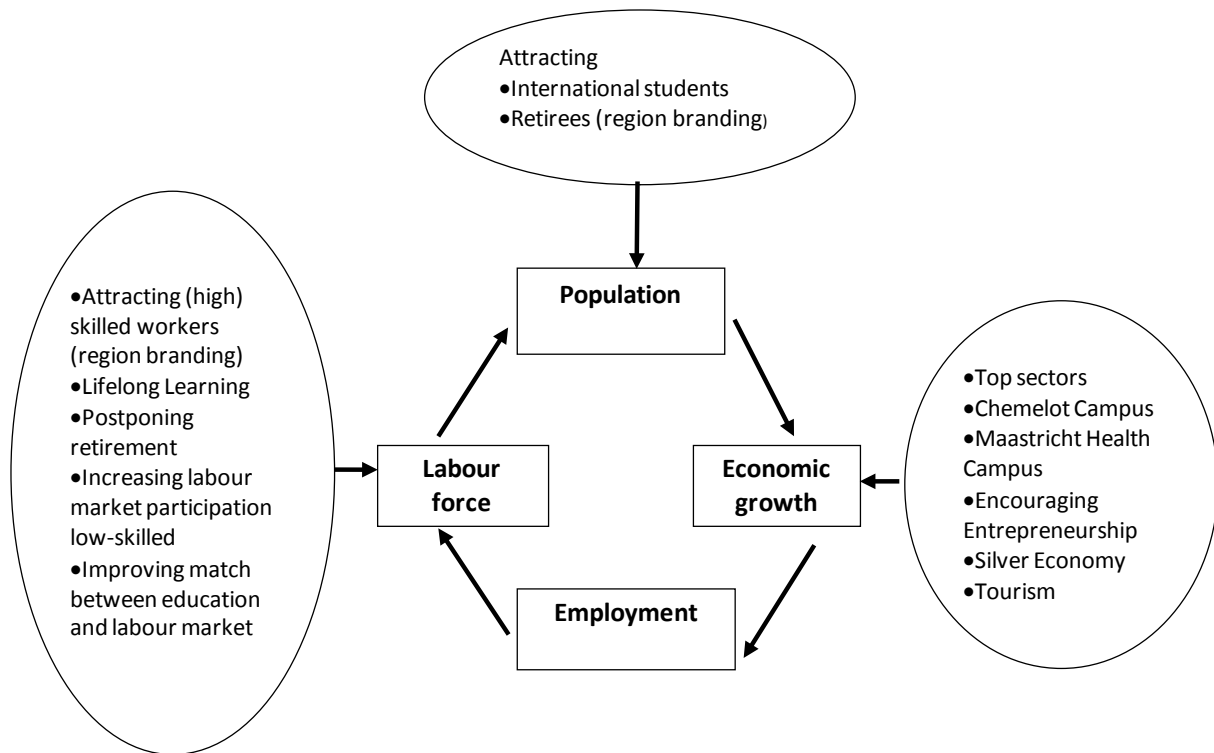 Attracting
•International students
•Retirees (region branding)
Population
•Attracting (high)
skilled workers
(region branding)
•Lifelong Learning
•Postponing
retirement
•Increasing labour
market participation
low-skilled
•Improving match
between education
and labour market
Labour
force
Economic
growth
•Top sectors
•Chemelot Campus
•Maastricht Health
Campus
•Encouraging
Entrepreneurship
•Silver Economy
•Tourism
Employment